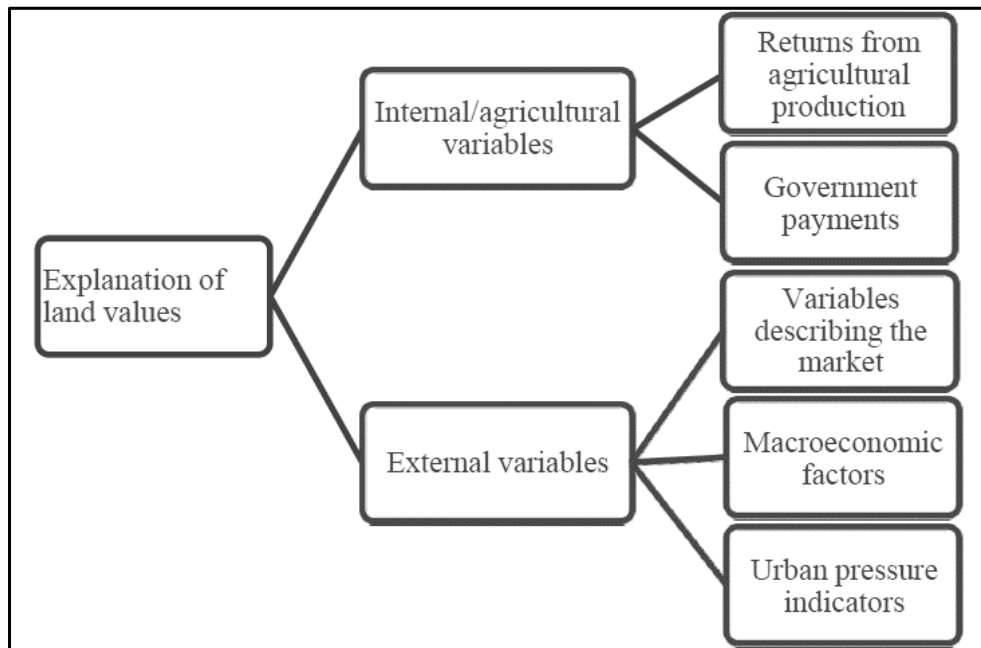 Explanation of
land values
Internal/agricultural
variables
External variables
Returns from
agricultural
production
Government
payments
Variables
describing the
market
Macroeconomic
factors
Urban pressure
indicators